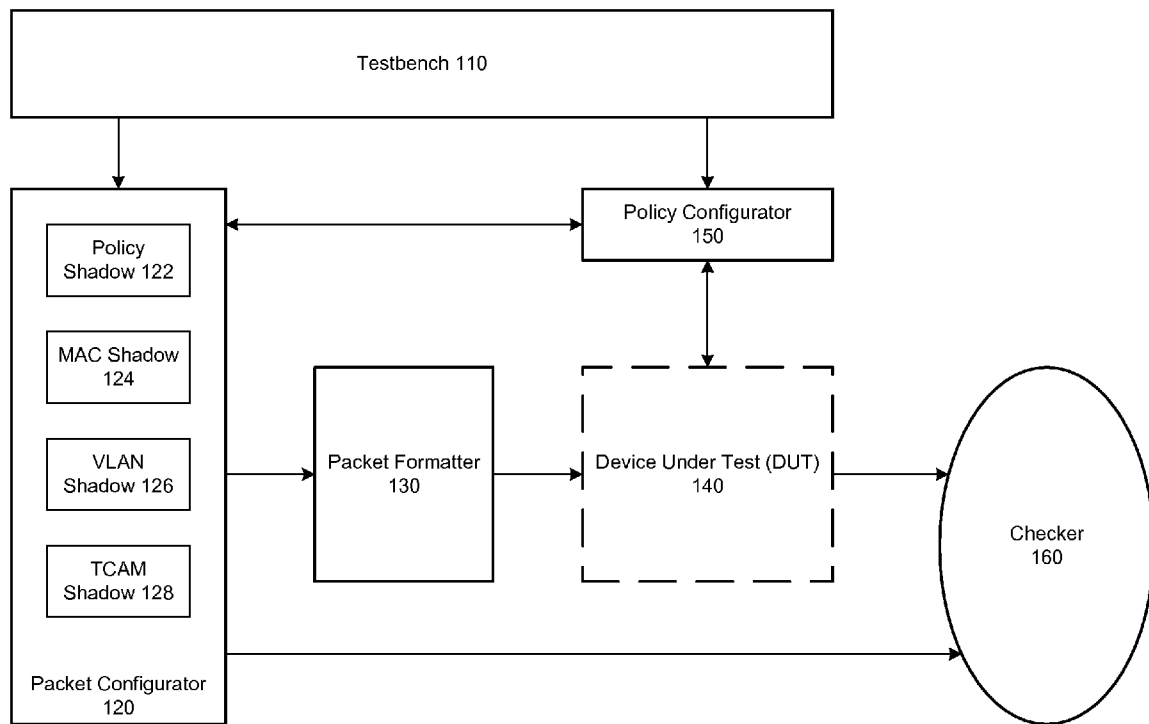 Testbench 110
Policy
Shadow 122
MAC Shadow
124
VLAN
Shadow 126
TCAM
Shadow 128
Packet Configurator
120
Policy Configurator
150
Packet Formatter
130
Device Under Test (DUT)
140
Checker
160